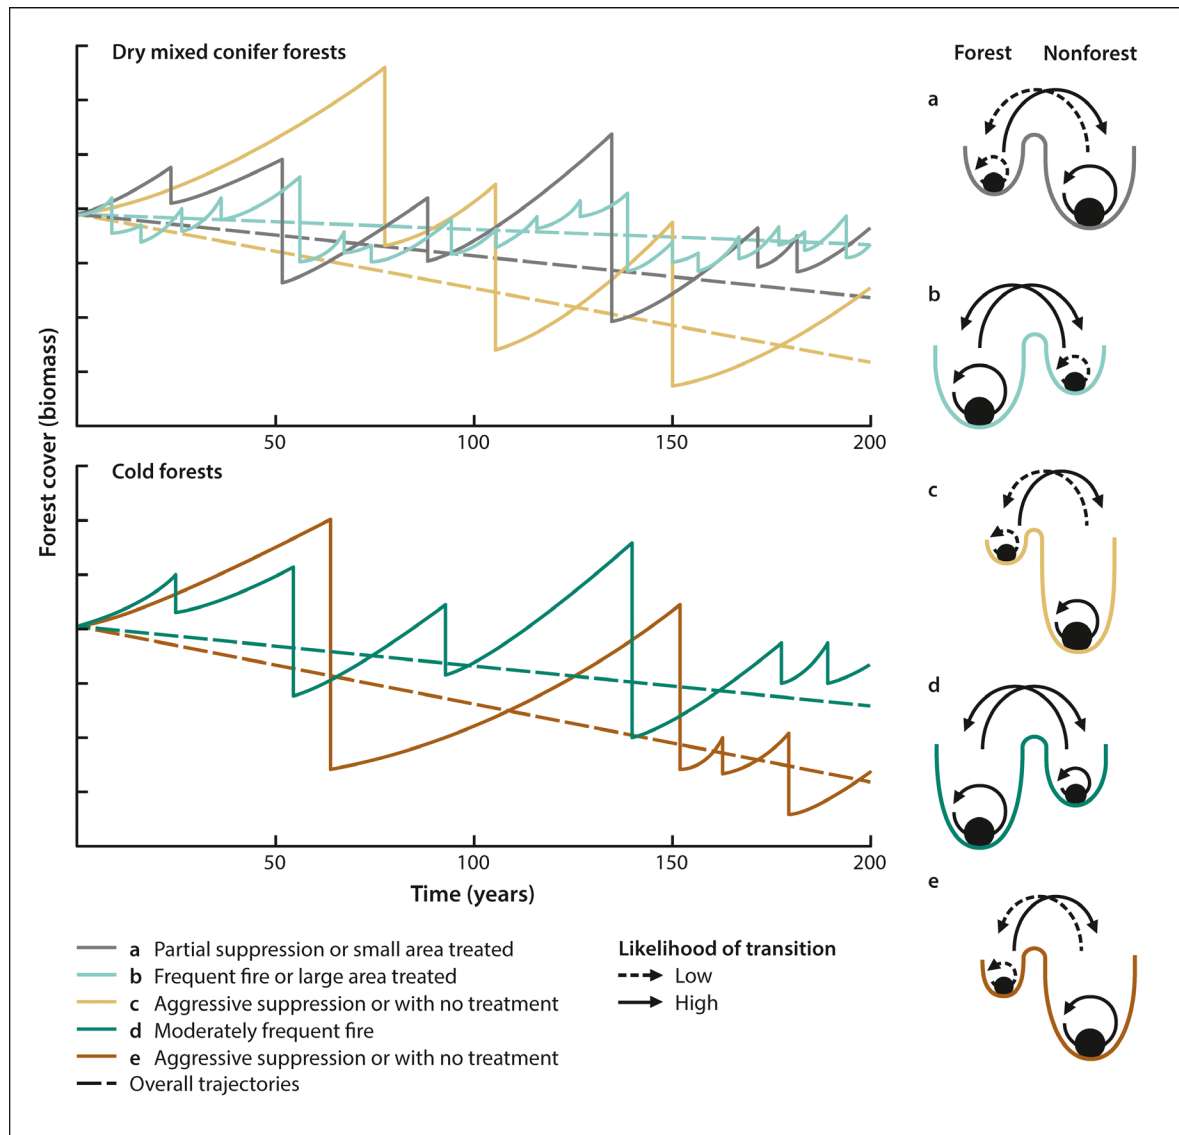 Dry mixed conifer forests
50
100
150
200
Cold forests
50
100
150
200
Forest cover (biomass)
Time (years)
Forest Nonforest
a
b
c
d
e
a Partial suppression or small area treated
b Frequent fire or large area treated
c Aggressive suppression or with no treatment
d Moderately frequent fire
e Aggressive suppression or with no treatment
Overall trajectories
Likelihood of transition
Low
High